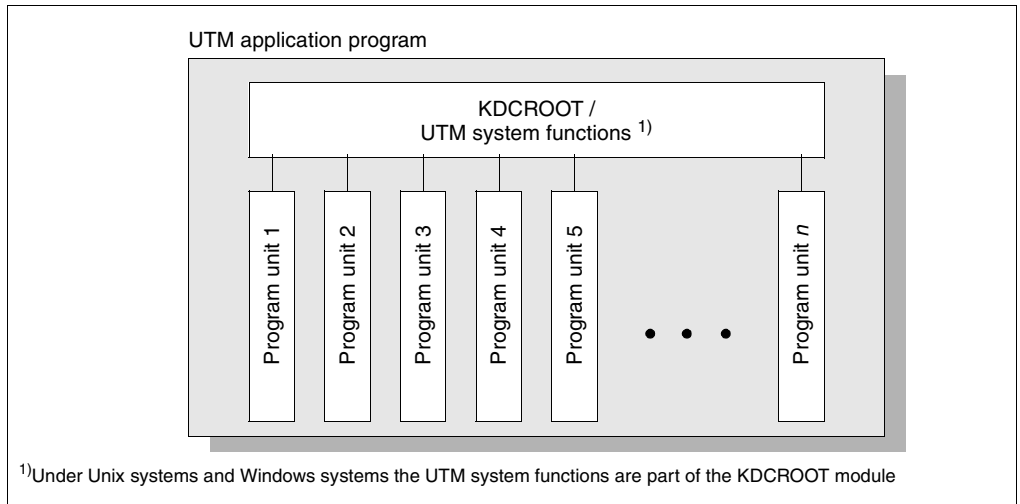 UTM application program
KDCROOT /
UTM system functions 1)
Program unit 1
Program unit 2
Program unit 3
Program unit 4
Program unit 5
Program unit n
1)Under Unix systems and Windows systems the UTM system functions are part of the KDCROOT module